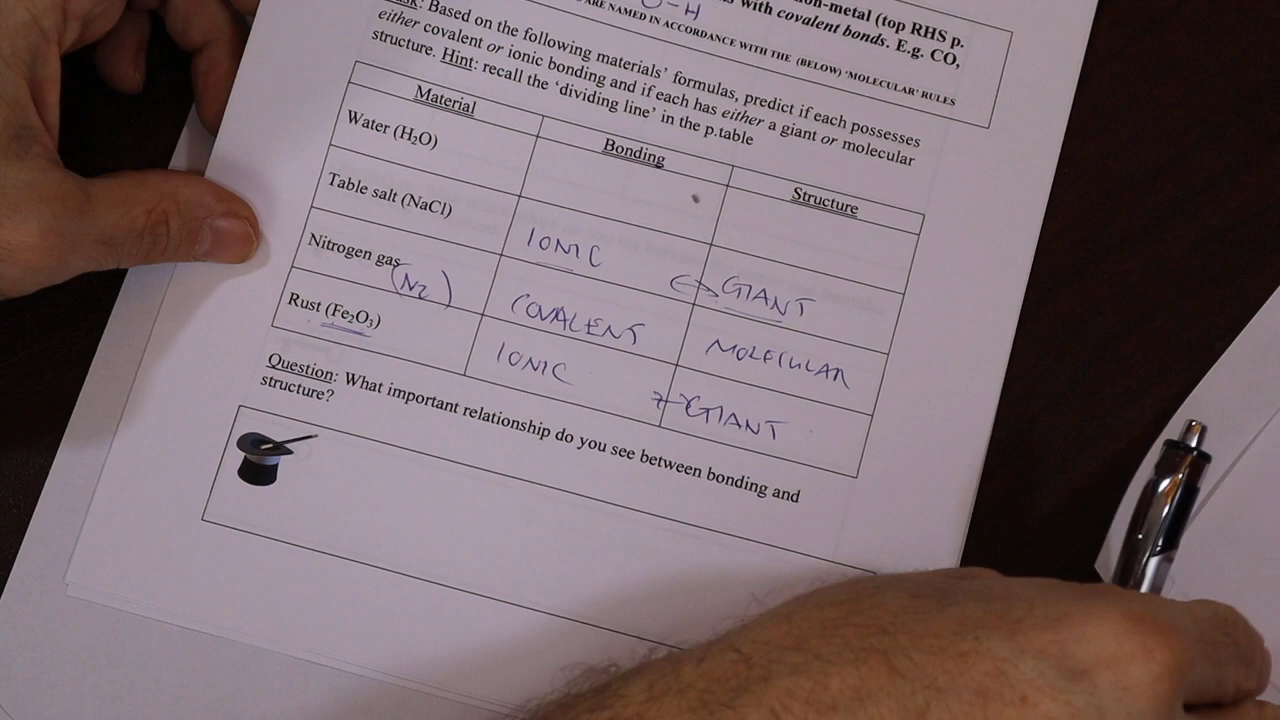 O-H
on-metal (top RHS p.
with covalent bonds. E.g. CO,
ARE NAMED IN ACCORDANCE WITH THE (BELOW) 'MOLECULAR' RULES
Based on the following materials' formulas, predict if each possesses
either covalent or ionic bonding and if each has either a giant or molecular
structure. Hint: recall the 'dividing line' in the p.table
Material Bonding Structure
Water (H₂O)
Table salt (NaCl) IONIC ↔ GIANT
Nitrogen gas (N₂) COVALENT MOLECULAR
Rust (Fe₂O₃) IONIC GIANT
Question: What important relationship do you see between bonding and
structure?